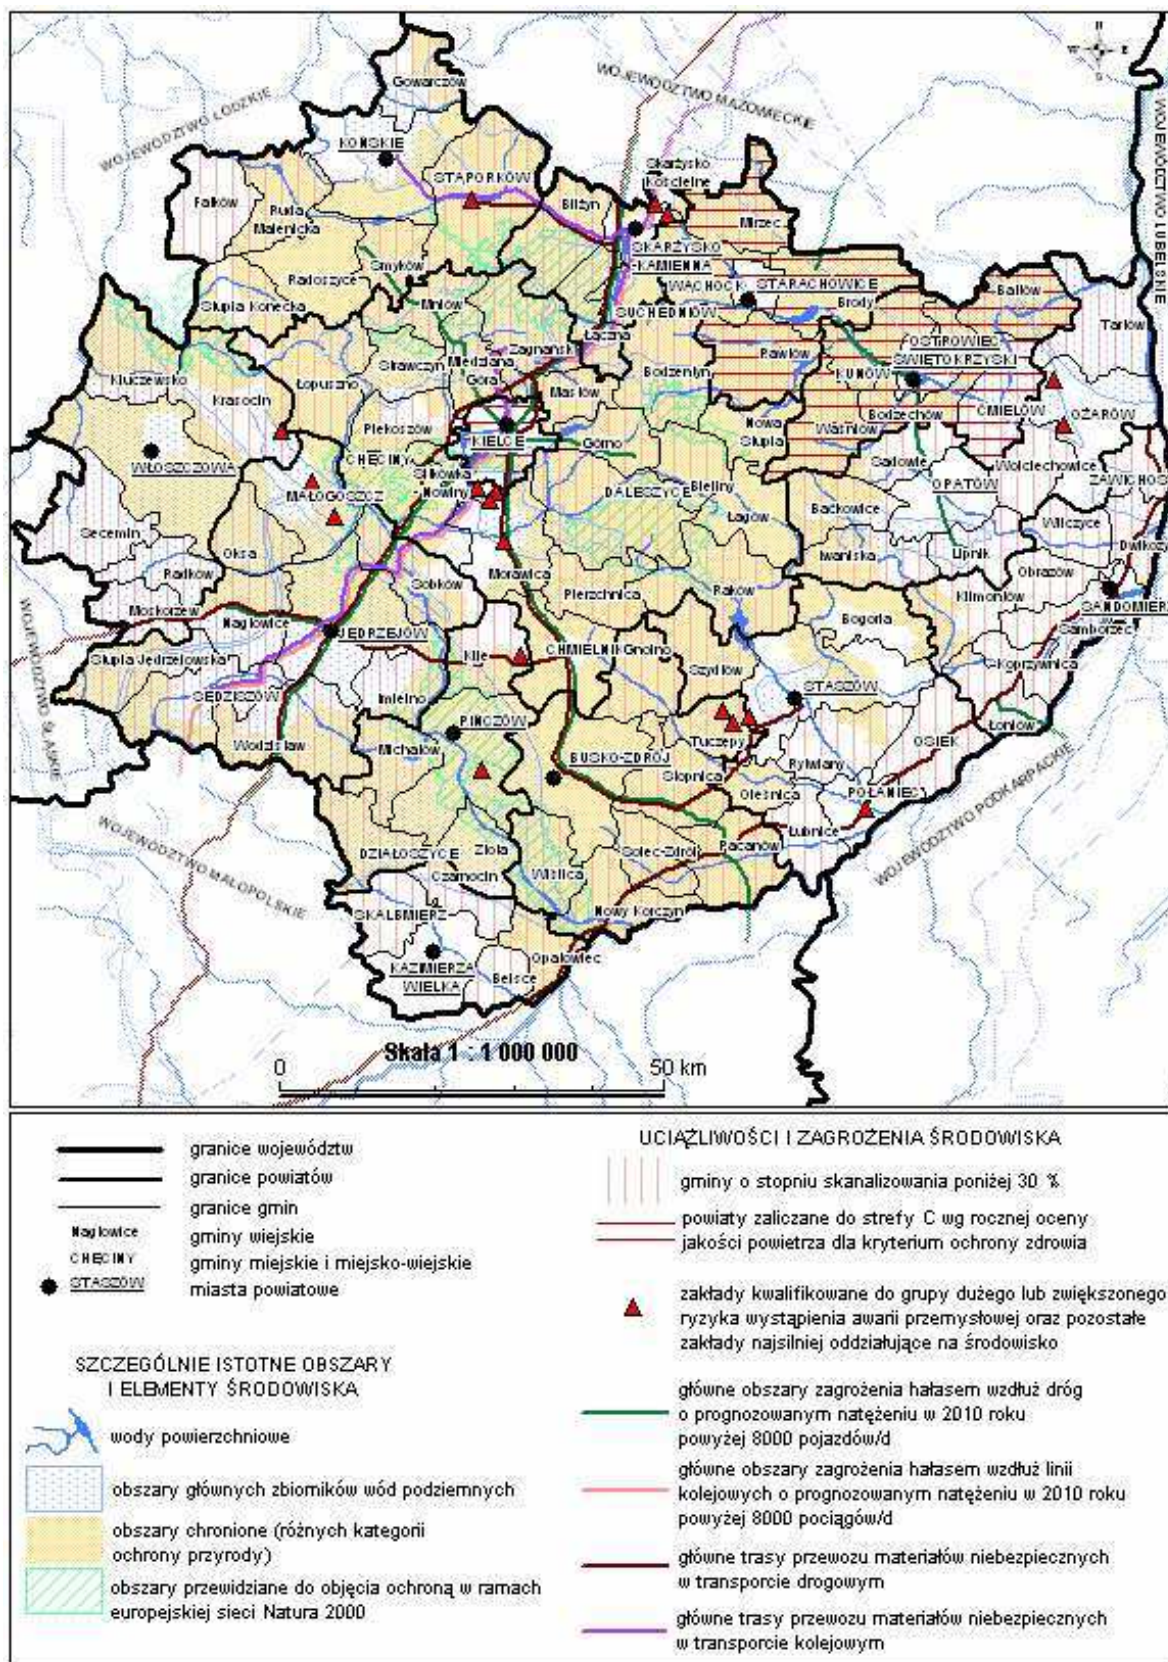 N
W E
S
WOJEWÓDZTWO ŁÓDZKIE
WOJEWÓDZTWO MAZOWIECKIE
WOJEWÓDZTWO LUBELSKIE
Gowarczów
KOŃSKIE
STĄPORKÓW
Skarżysko
Kościelne
Bliżyn
Mirzec
Fałków
Ruda
Malenicka
SKARŻYSKO
-KAMIENNA
Smyków
Radoszyce
WĄCHOCK
STARACHOWICE
Bałtów
Mniów
Brody
Słupia Konecka
SUCHEDNIÓW
Tarłów
Łączna
OSTROWIEC
ŚWIĘTOKRZYSKI
Zagnańsk
Miedziana
Góra
Strawczyn
Pawłów
Bodzentyn
Kluczewsko
Łopuszno
KUNÓW
Krasocin
Masłów
Bodzechów
ĆMIELÓW
OŻARÓW
Nowa
Słupia
Waśniów
Piekoszów
KIELCE
Górno
WŁOSZCZOWA
CHĘCINY
Sitkówka
-Nowiny
Sadowie
Wojciechowice
OPATÓW
ZAWICHOST
MAŁOGOSZCZ
DALESZYCE
Bieliny
Baćkowice
Łagów
Wilczyce
Secemin
Oksa
Iwaniska
Lipnik
Dwikozy
Radków
Obrazów
Morawica
Sobków
Pierzchnica
Raków
Klimontów
Moskorzew
SANDOMIERZ
Nagłowice
Bogoria
JĘDRZEJÓW
Samborzec
Kije
CHMIELNIK
Gnojno
Słupia Jędrzejowska
Szydłów
Koprzywnica
SĘDZISZÓW
Imielno
STASZÓW
PIŃCZÓW
Łoniów
WOJEWÓDZTWO ŚLĄSKIE
Wodzisław
Michałów
Tuczępy
OSIEK
BUSKO-ZDRÓJ
Rytwiany
Stopnica
Oleśnica
POŁANIEC
WOJEWÓDZTWO PODKARPACKIE
Łubnice
Solec-Zdrój
Pacanów
DZIAŁOSZYCE
Złota
Czarnocin
Wiślica
WOJEWÓDZTWO MAŁOPOLSKIE
SKALBMIERZ
Nowy Korczyn
Opatowiec
KAZIMIERZA
WIELKA
Bejsce
Skala 1 : 1 000 000
0 50 km
granice województw
granice powiatów
granice gmin
Nagłowice gminy wiejskie
CHĘCINY gminy miejskie i miejsko-wiejskie
STASZÓW miasta powiatowe
SZCZEGÓLNIE ISTOTNE OBSZARY
I ELEMENTY ŚRODOWISKA
wody powierzchniowe
obszary głównych zbiorników wód podziemnych
obszary chronione (różnych kategorii
ochrony przyrody)
obszary przewidziane do objęcia ochroną w ramach
europejskiej sieci Natura 2000
UCIĄŻLIWOŚCI I ZAGROŻENIA ŚRODOWISKA
gminy o stopniu skanalizowania poniżej 30 %
powiaty zaliczane do strefy C wg rocznej oceny
jakości powietrza dla kryterium ochrony zdrowia
zakłady kwalifikowane do grupy dużego lub zwiększonego
ryzyka wystąpienia awarii przemysłowej oraz pozostałe
zakłady najsilniej oddziałujące na środowisko
główne obszary zagrożenia hałasem wzdłuż dróg
o prognozowanym natężeniu w 2010 roku
powyżej 8000 pojazdów/d
główne obszary zagrożenia hałasem wzdłuż linii
kolejowych o prognozowanym natężeniu w 2010 roku
powyżej 8000 pociągów/d
główne trasy przewozu materiałów niebezpiecznych
w transporcie drogowym
główne trasy przewozu materiałów niebezpiecznych
w transporcie kolejowym